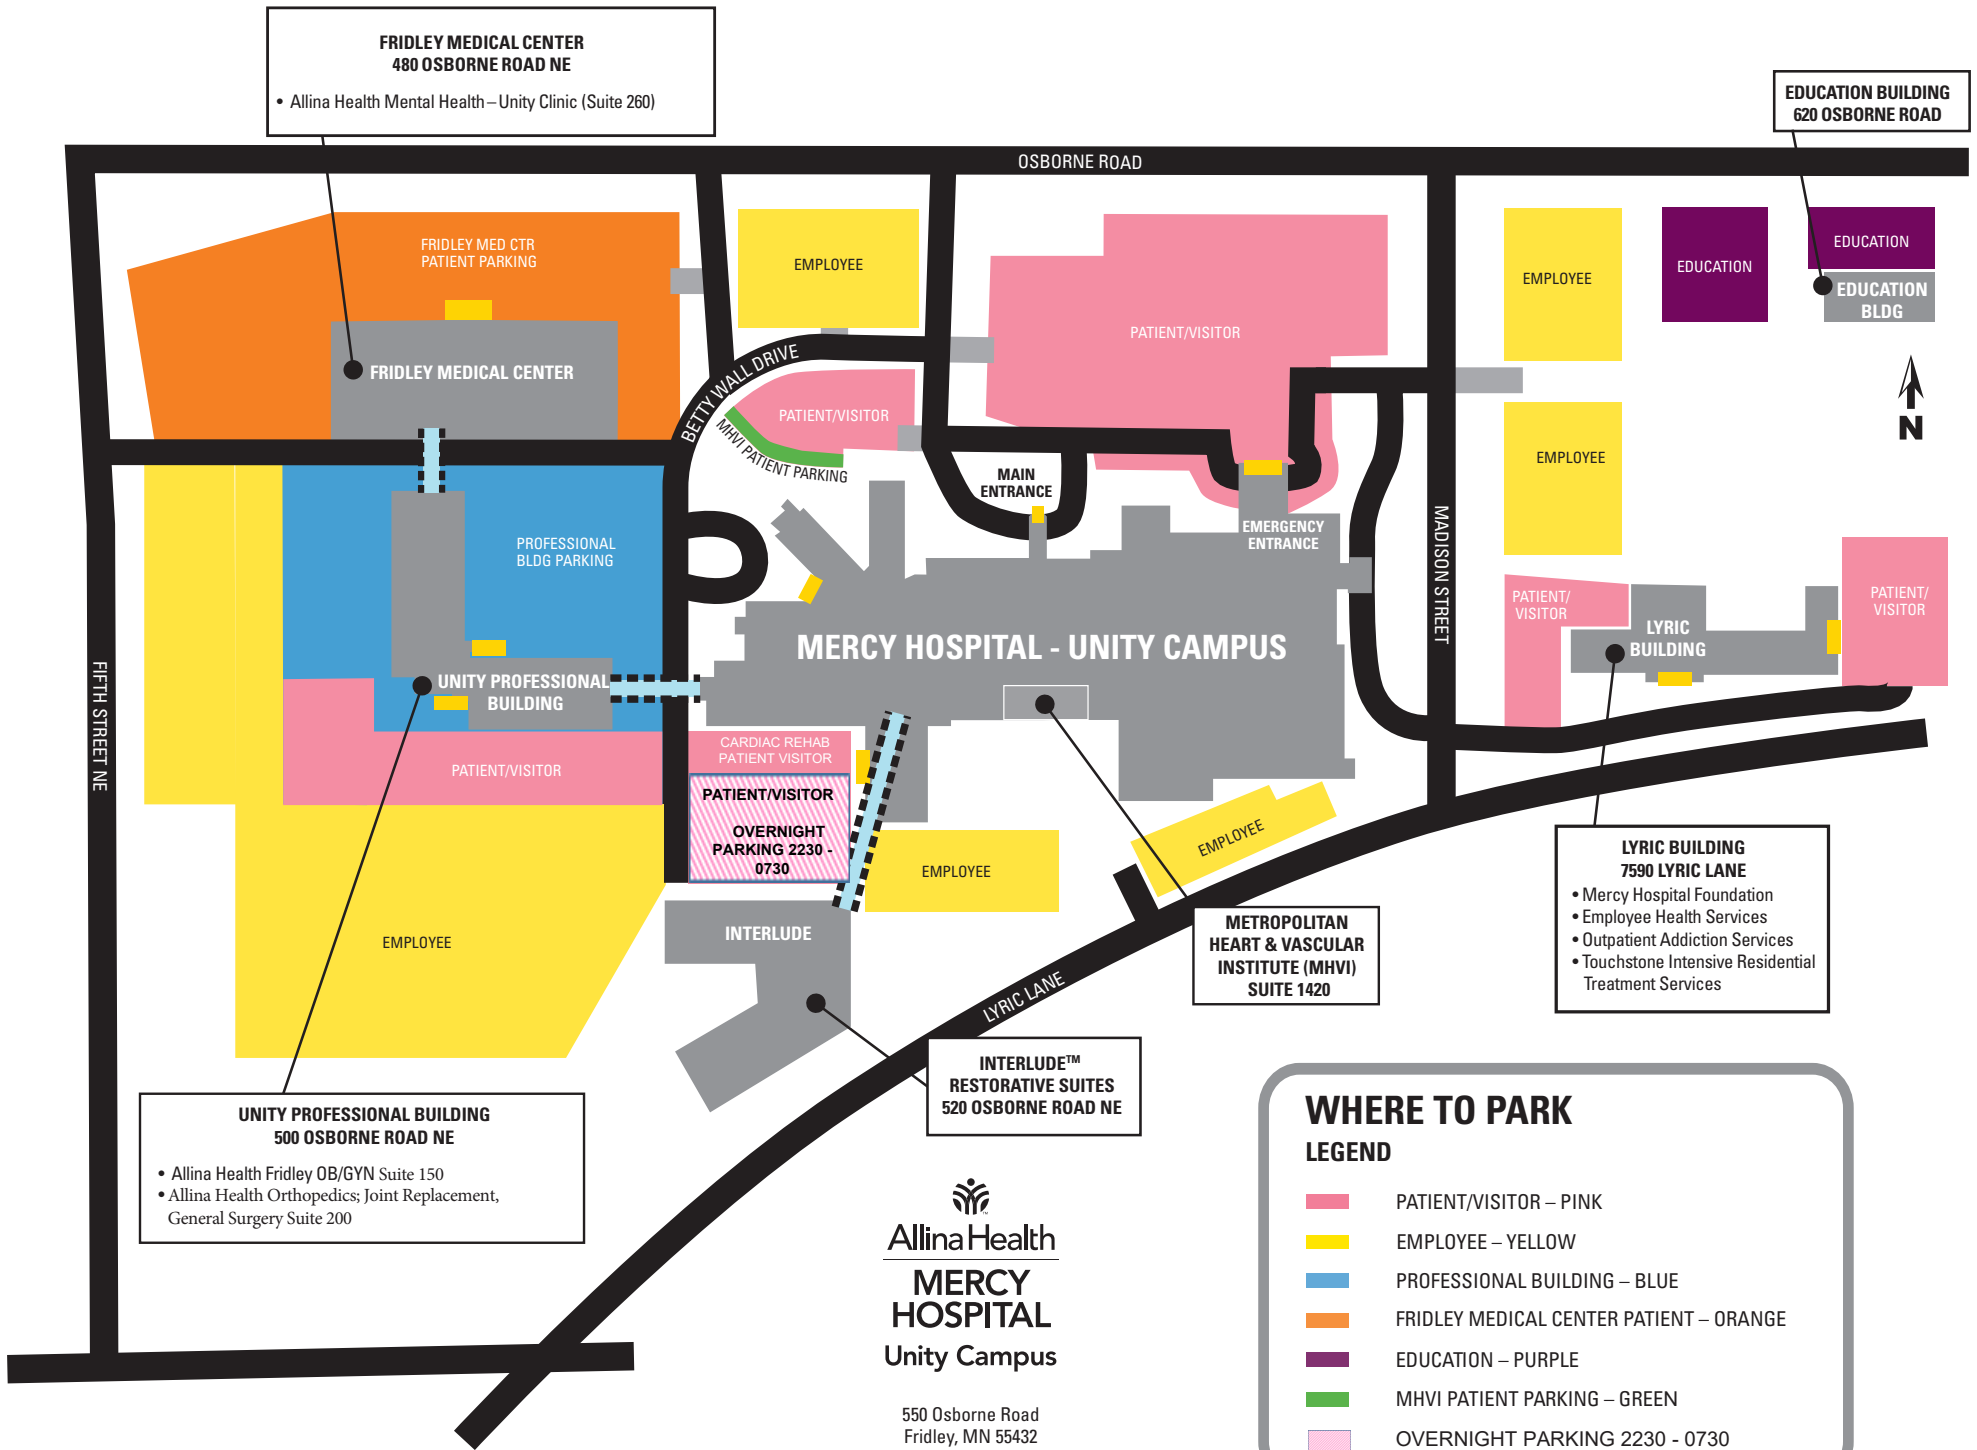 FRIDLEY MEDICAL CENTER
480 OSBORNE ROAD NE
• Allina Health Mental Health – Unity Clinic (Suite 260)
EDUCATION BUILDING
620 OSBORNE ROAD
OSBORNE ROAD
FRIDLEY MED CTR
PATIENT PARKING
EMPLOYEE
PATIENT/VISITOR
EMPLOYEE
EDUCATION
EDUCATION
EDUCATION
BLDG
FRIDLEY MEDICAL CENTER
BETTY WALL DRIVE
PATIENT/VISITOR
MHVI PATIENT PARKING
N
MAIN
ENTRANCE
EMPLOYEE
EMERGENCY
ENTRANCE
PROFESSIONAL
BLDG PARKING
MADISON STREET
PATIENT/
VISITOR
PATIENT/
VISITOR
LYRIC
BUILDING
MERCY HOSPITAL - UNITY CAMPUS
FIFTH STREET NE
UNITY PROFESSIONAL
BUILDING
CARDIAC REHAB
PATIENT VISITOR
PATIENT/VISITOR
PATIENT/VISITOR
OVERNIGHT
PARKING 2230 -
0730
EMPLOYEE
EMPLOYEE
EMPLOYEE
INTERLUDE
LYRIC LANE
METROPOLITAN
HEART & VASCULAR
INSTITUTE (MHVI)
SUITE 1420
LYRIC BUILDING
7590 LYRIC LANE
• Mercy Hospital Foundation
• Employee Health Services
• Outpatient Addiction Services
• Touchstone Intensive Residential
Treatment Services
INTERLUDE™
RESTORATIVE SUITES
520 OSBORNE ROAD NE
UNITY PROFESSIONAL BUILDING
500 OSBORNE ROAD NE
• Allina Health Fridley OB/GYN Suite 150
• Allina Health Orthopedics; Joint Replacement,
General Surgery Suite 200
Allina Health
MERCY
HOSPITAL
Unity Campus
550 Osborne Road
Fridley, MN 55432
WHERE TO PARK
LEGEND
PATIENT/VISITOR – PINK
EMPLOYEE – YELLOW
PROFESSIONAL BUILDING – BLUE
FRIDLEY MEDICAL CENTER PATIENT – ORANGE
EDUCATION – PURPLE
MHVI PATIENT PARKING – GREEN
OVERNIGHT PARKING 2230 - 0730